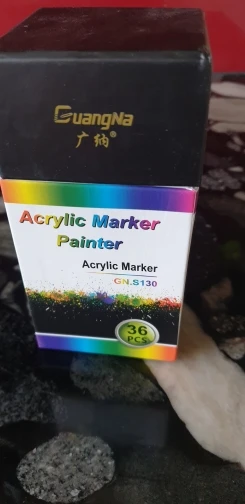 GuangNa
广纳®
Acrylic Marker
Painter
Acrylic Marker
GN.S130
36
PCS